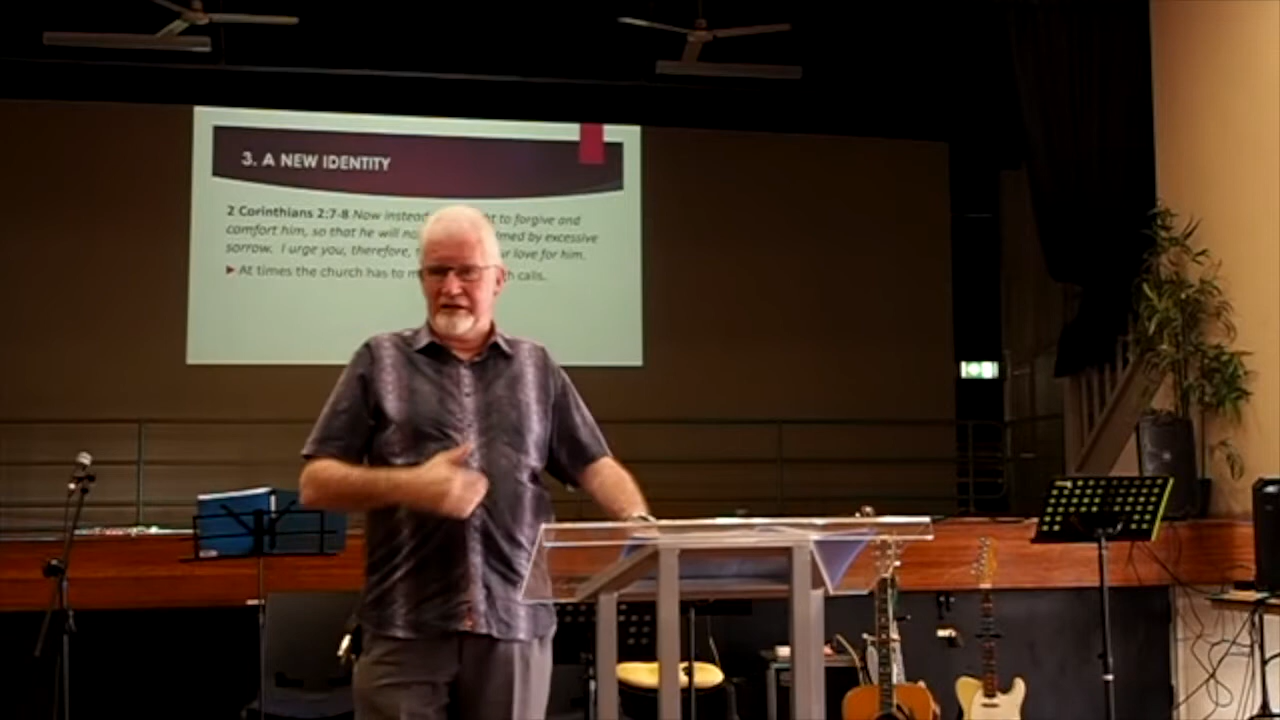 3. A NEW IDENTITY
2 Corinthians 2:7-8 Now instead to forgive and
comfort him, so that he will by excessive
sorrow. I urge you, therefore, love for him.
At times the church has to calls.